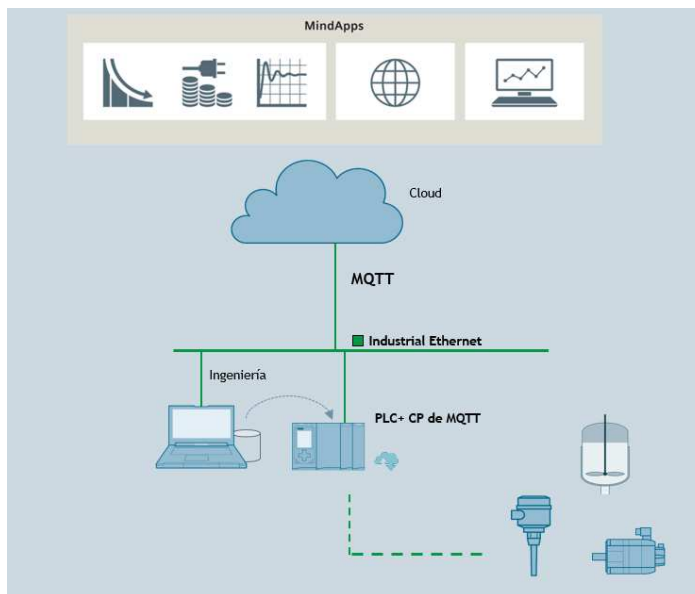 MindApps
Cloud
MQTT
Industrial Ethernet
Ingeniería
PLC+ CP de MQTT